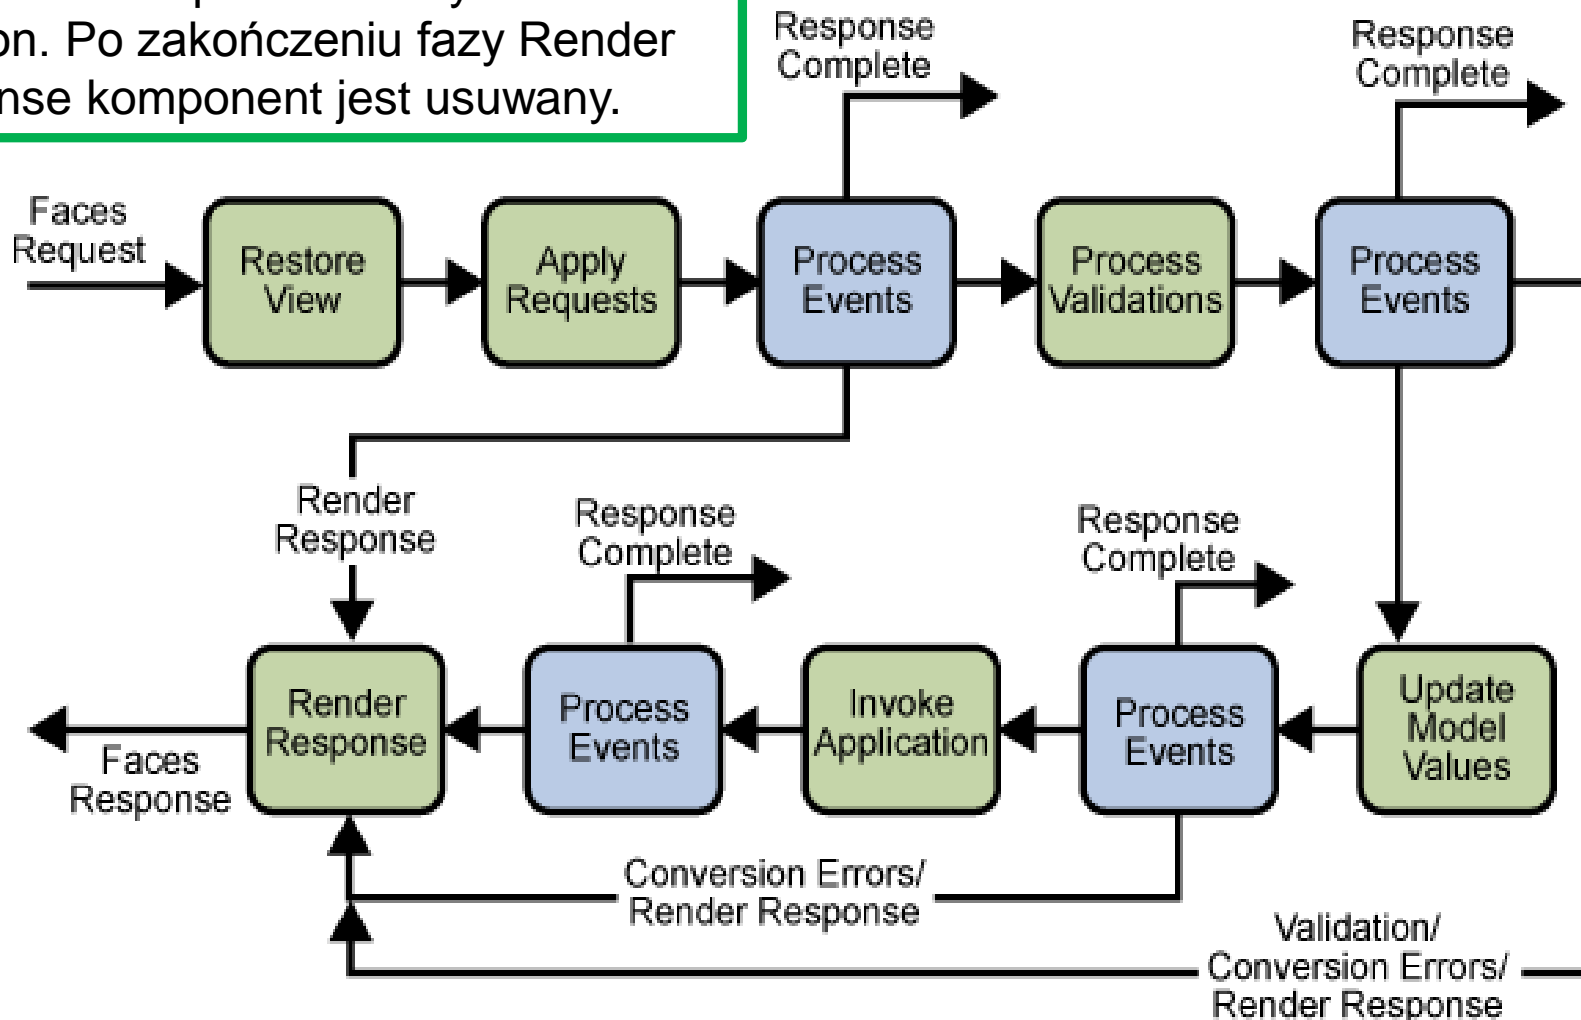 on. Po zakończeniu fazy Render
nse komponent jest usuwany.
Response
Complete
Response
Complete
Faces
Request
Restore
View
Apply
Requests
Process
Events
Process
Validations
Process
Events
Render
Response
Response
Complete
Response
Complete
Render
Response
Process
Events
Invoke
Application
Process
Events
Update
Model
Values
Faces
Response
Conversion Errors/
Render Response
Validation/
Conversion Errors/
Render Response